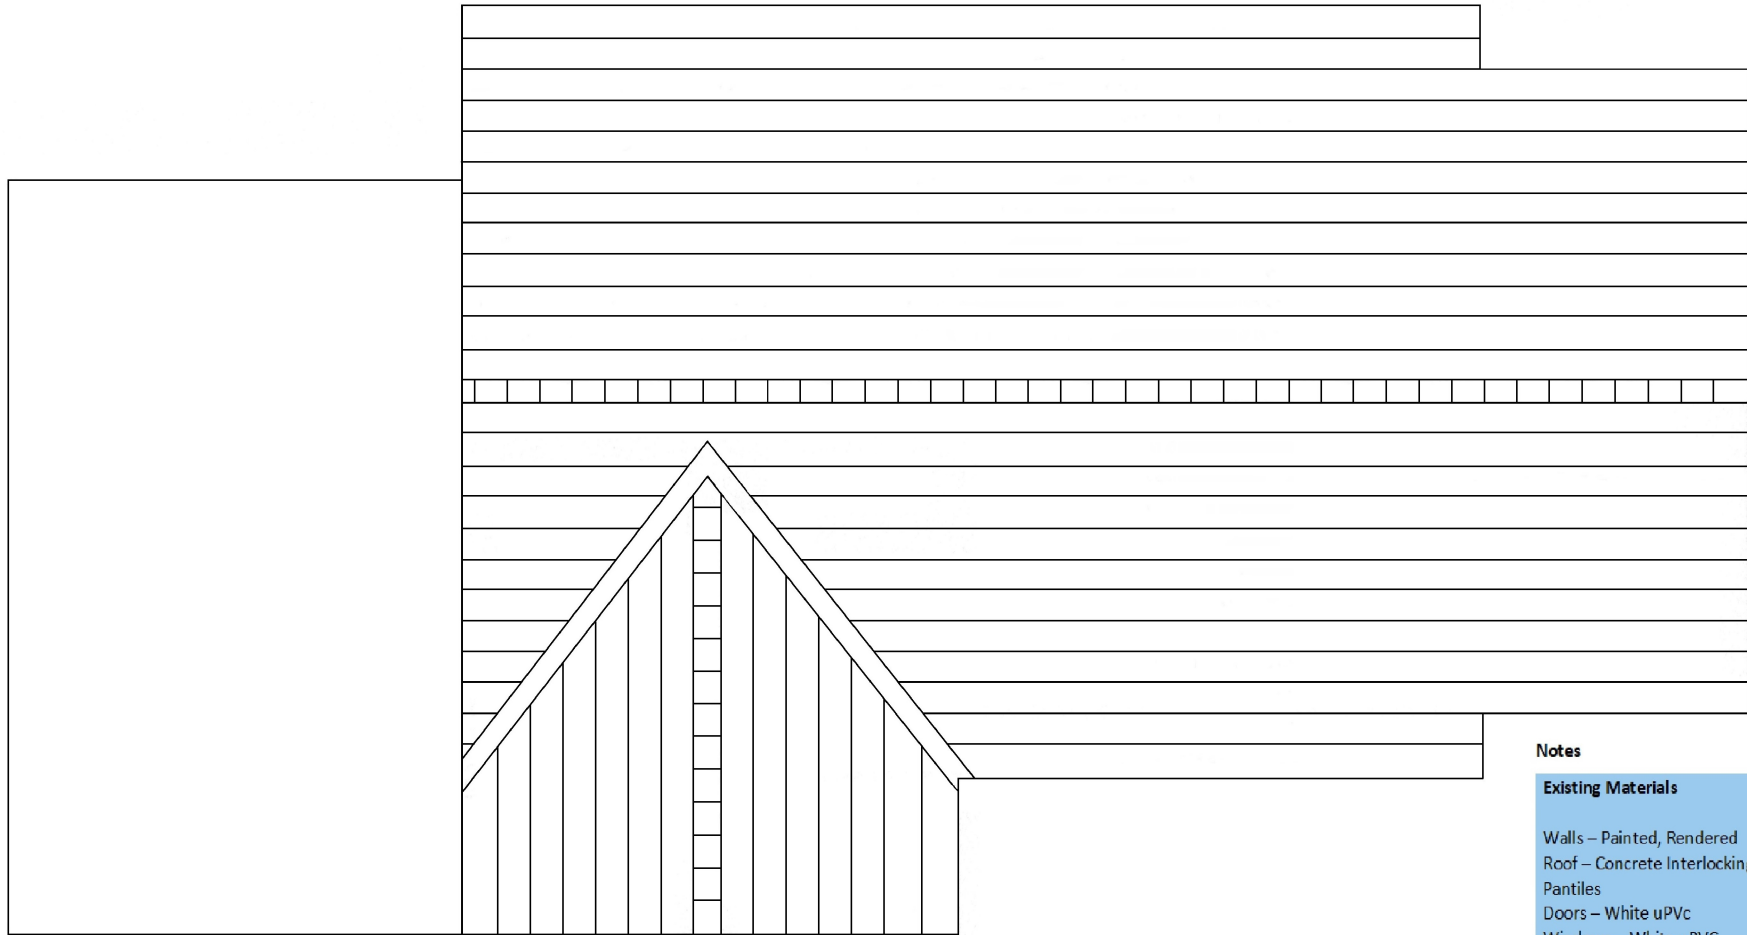 Notes
Existing Materials
Walls – Painted, Rendered
Roof – Concrete Interlockin
Pantiles
Doors – White uPVc